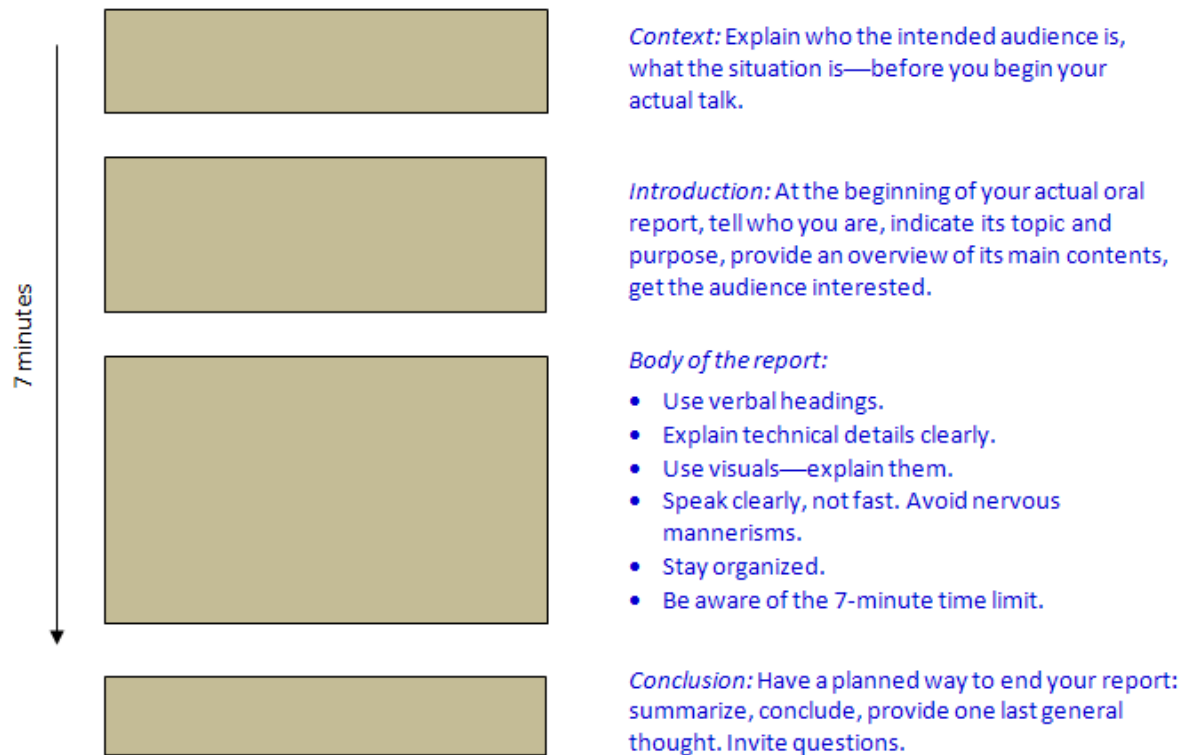 Context: Explain who the intended audience is,
what the situation is—before you begin your
actual talk.
7 minutes
Introduction: At the beginning of your actual oral
report, tell who you are, indicate its topic and
purpose, provide an overview of its main contents,
get the audience interested.
Body of the report:
• Use verbal headings.
• Explain technical details clearly.
• Use visuals—explain them.
• Speak clearly, not fast. Avoid nervous
mannerisms.
• Stay organized.
• Be aware of the 7-minute time limit.
Conclusion: Have a planned way to end your report:
summarize, conclude, provide one last general
thought. Invite questions.